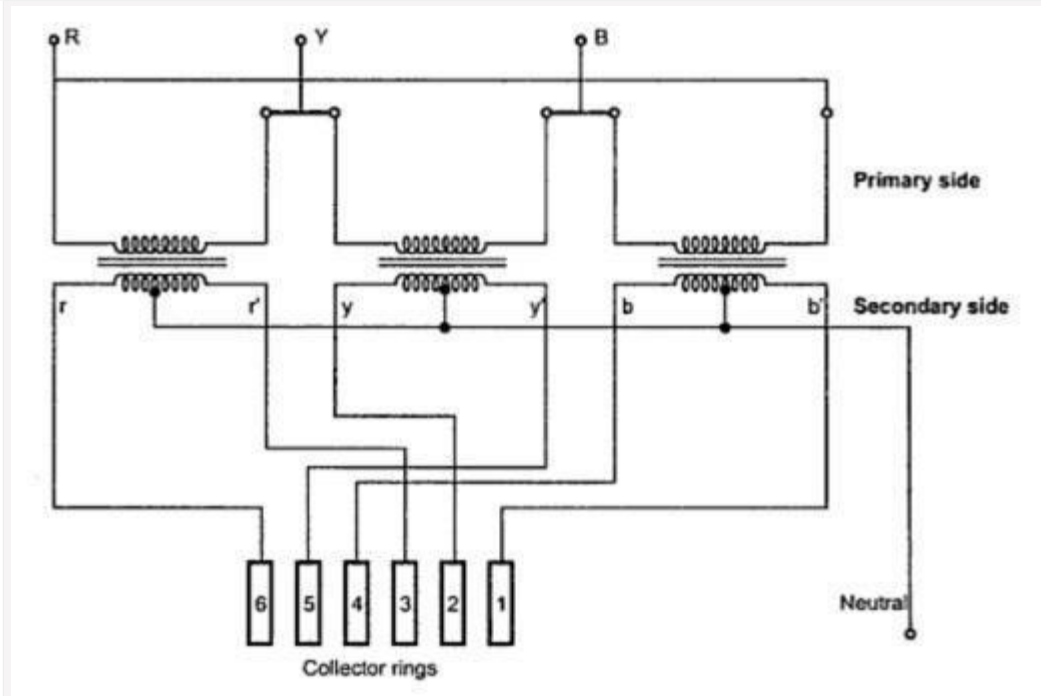 R
Y
B
Primary side
r
r'
y
y'
b
b'
Secondary side
6
5
4
3
2
1
Neutral
Collector rings